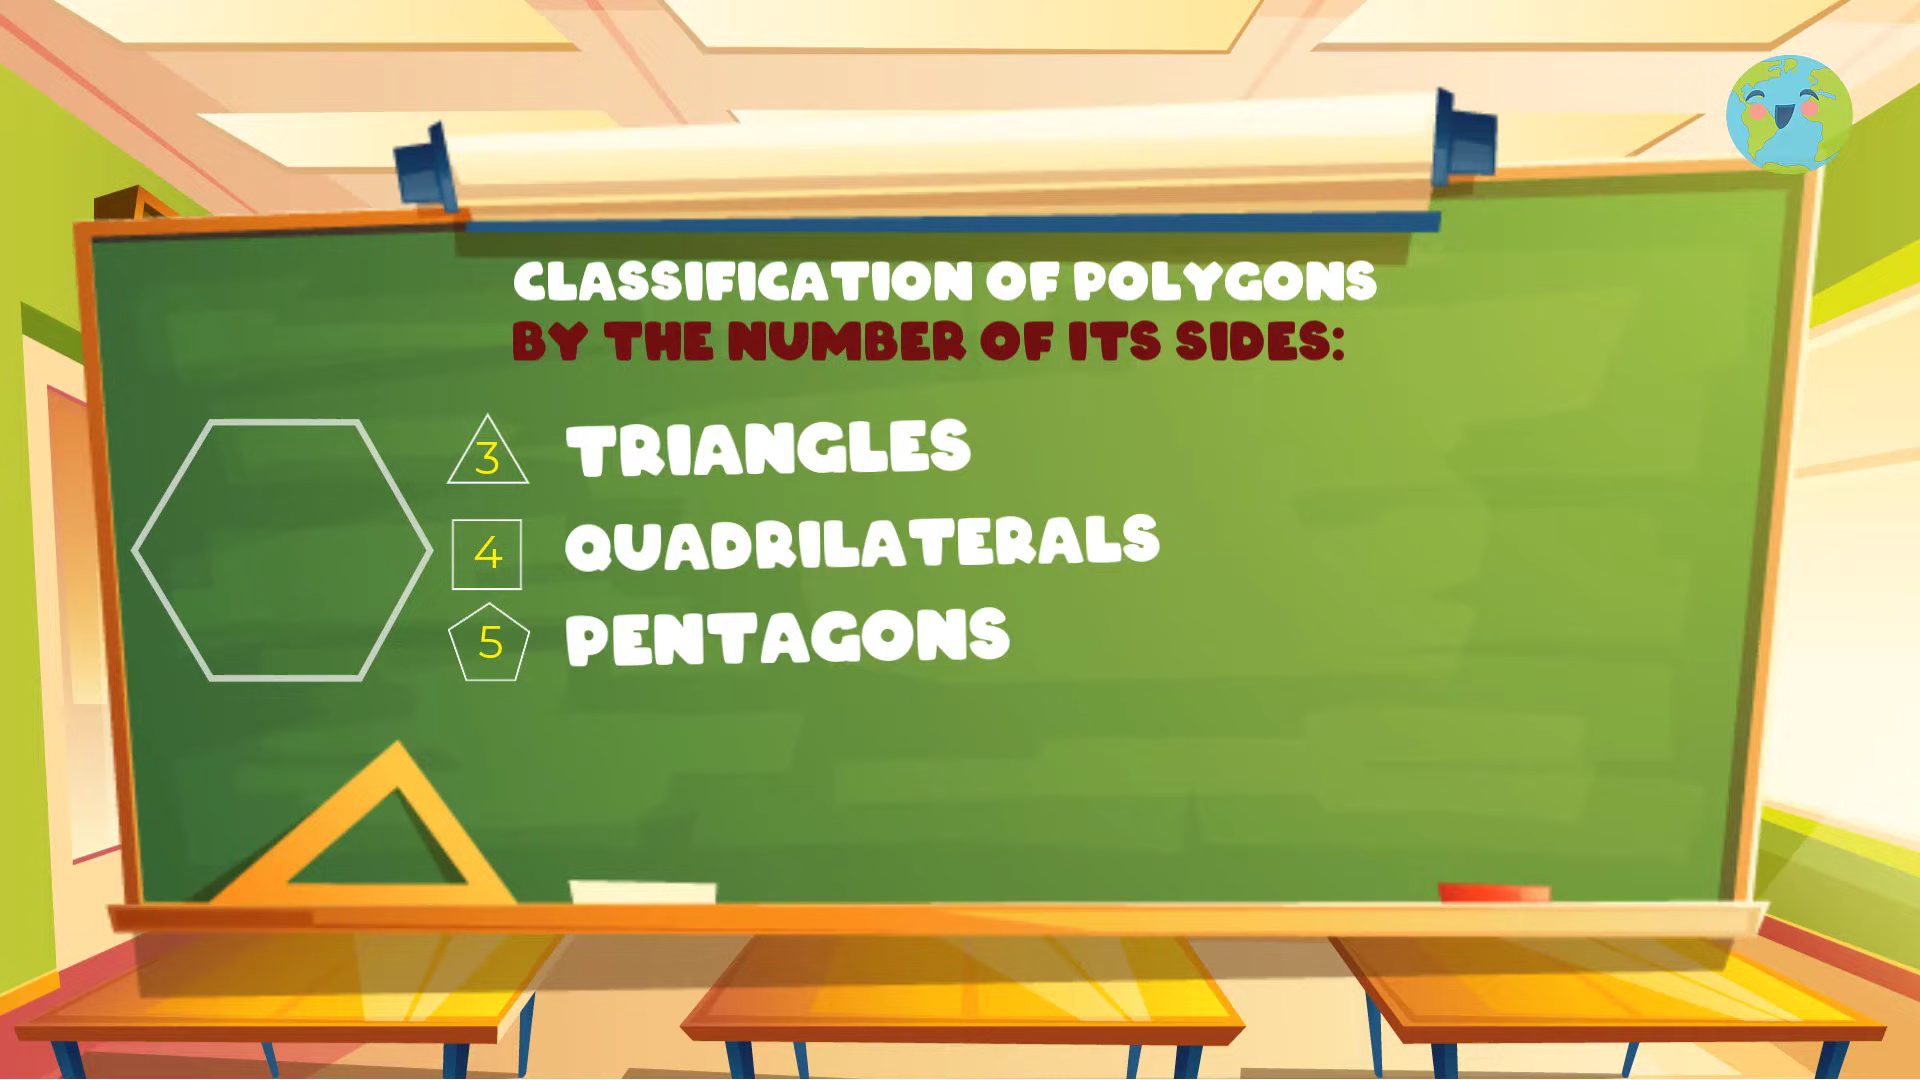 CLASSIFICATION OF POLYGONS
BY THE NUMBER OF ITS SIDES:
3 TRIANGLES
4 QUADRILATERALS
5 PENTAGONS